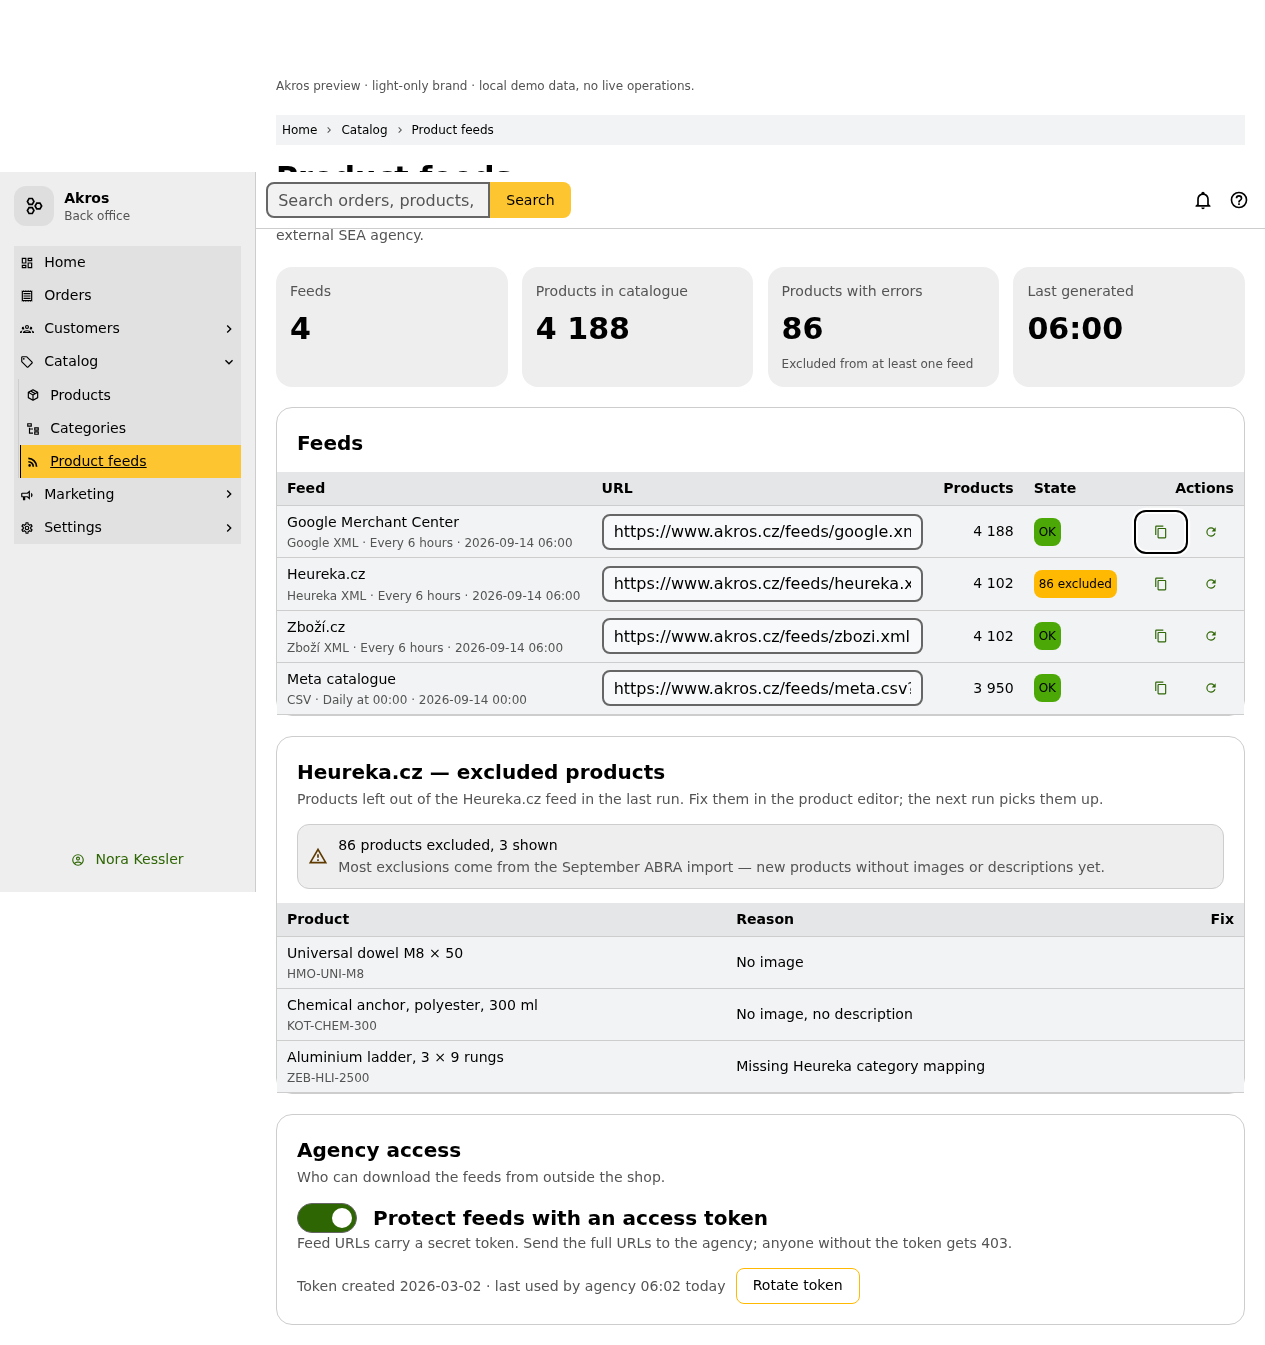 Akros preview · light-only brand · local demo data, no live operations.
Home › Catalog › Product feeds
Product feeds
Akros
Back office
Search orders, products,
Search
external SEA agency.
Home
Orders
Customers
Catalog
Products
Categories
Product feeds
Marketing
Settings
Nora Kessler
Feeds
4
Products in catalogue
4 188
Products with errors
86
Excluded from at least one feed
Last generated
06:00
Feeds
Feed URL Products State Actions
Google Merchant Center
Google XML · Every 6 hours · 2026-09-14 06:00
https://www.akros.cz/feeds/google.xn
4 188
OK
Heureka.cz
Heureka XML · Every 6 hours · 2026-09-14 06:00
https://www.akros.cz/feeds/heureka.x
4 102
86 excluded
Zboží.cz
Zboží XML · Every 6 hours · 2026-09-14 06:00
https://www.akros.cz/feeds/zbozi.xml
4 102
OK
Meta catalogue
CSV · Daily at 00:00 · 2026-09-14 00:00
https://www.akros.cz/feeds/meta.csv?
3 950
OK
Heureka.cz — excluded products
Products left out of the Heureka.cz feed in the last run. Fix them in the product editor; the next run picks them up.
86 products excluded, 3 shown
Most exclusions come from the September ABRA import — new products without images or descriptions yet.
Product Reason Fix
Universal dowel M8 × 50
HMO-UNI-M8
No image
Chemical anchor, polyester, 300 ml
KOT-CHEM-300
No image, no description
Aluminium ladder, 3 × 9 rungs
ZEB-HLI-2500
Missing Heureka category mapping
Agency access
Who can download the feeds from outside the shop.
Protect feeds with an access token
Feed URLs carry a secret token. Send the full URLs to the agency; anyone without the token gets 403.
Token created 2026-03-02 · last used by agency 06:02 today
Rotate token